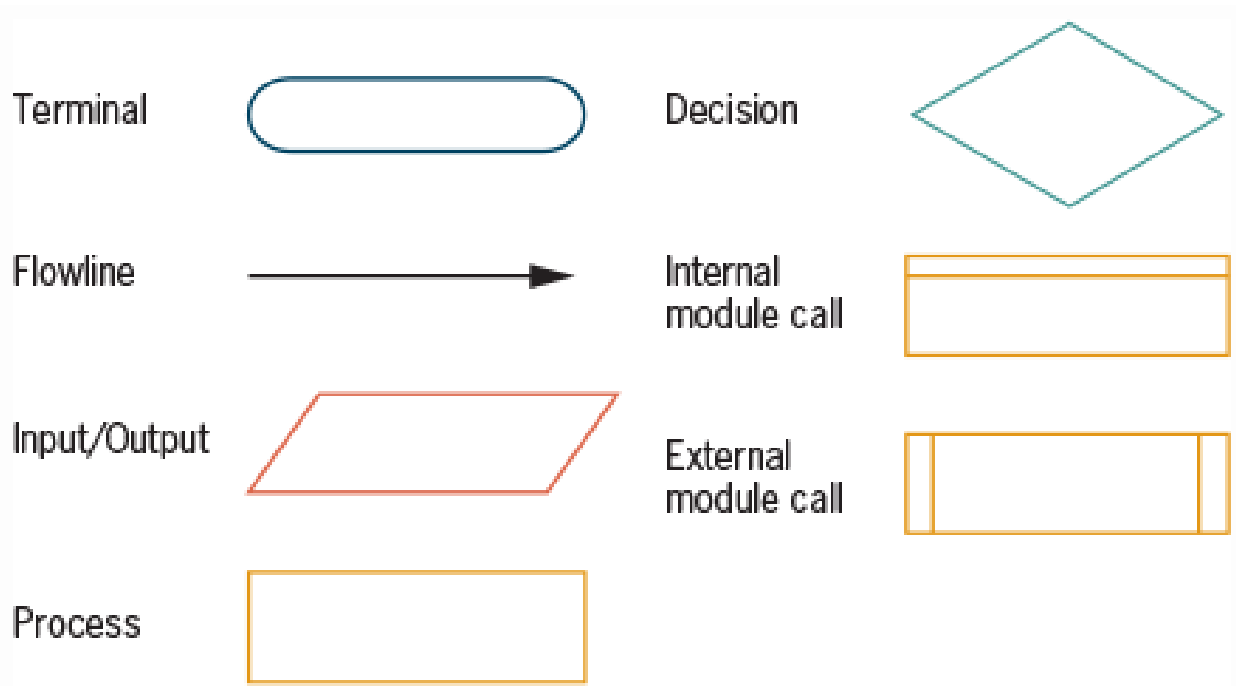 Terminal
Flowline
Input/Output
Process
Decision
Internal
module call
External
module call